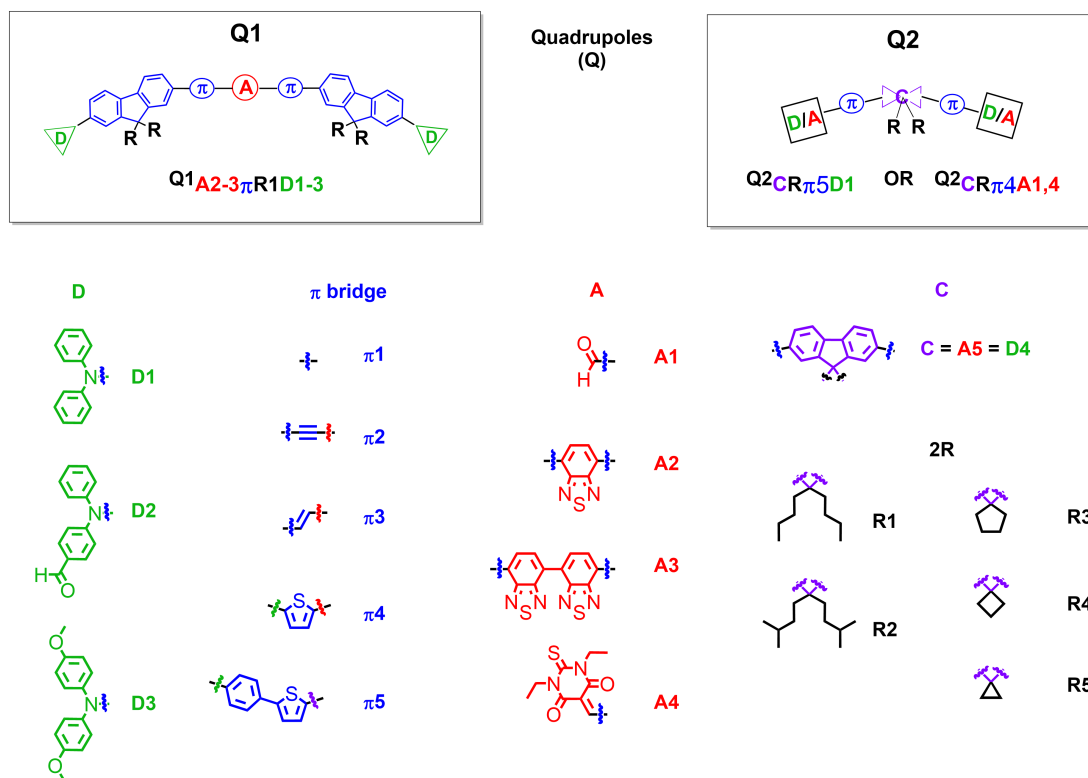 Q1
Quadrupoles
(Q)
Q2
π A π
R R R R
D D
Q1A2-3πR1D1-3
D/A π C π D/A
R R
Q2CRπ5D1 OR Q2CRπ4A1,4
D π bridge A C
N D1
π1
O
H
A1
C = A5 = D4
π2
N N
S
A2
2R
N D2
H O
π3
R1
R3
N N N N
S S
A3
S
π4
R2
R4
O
N
O
D3
S
π5
S N N
O O
A4
R5